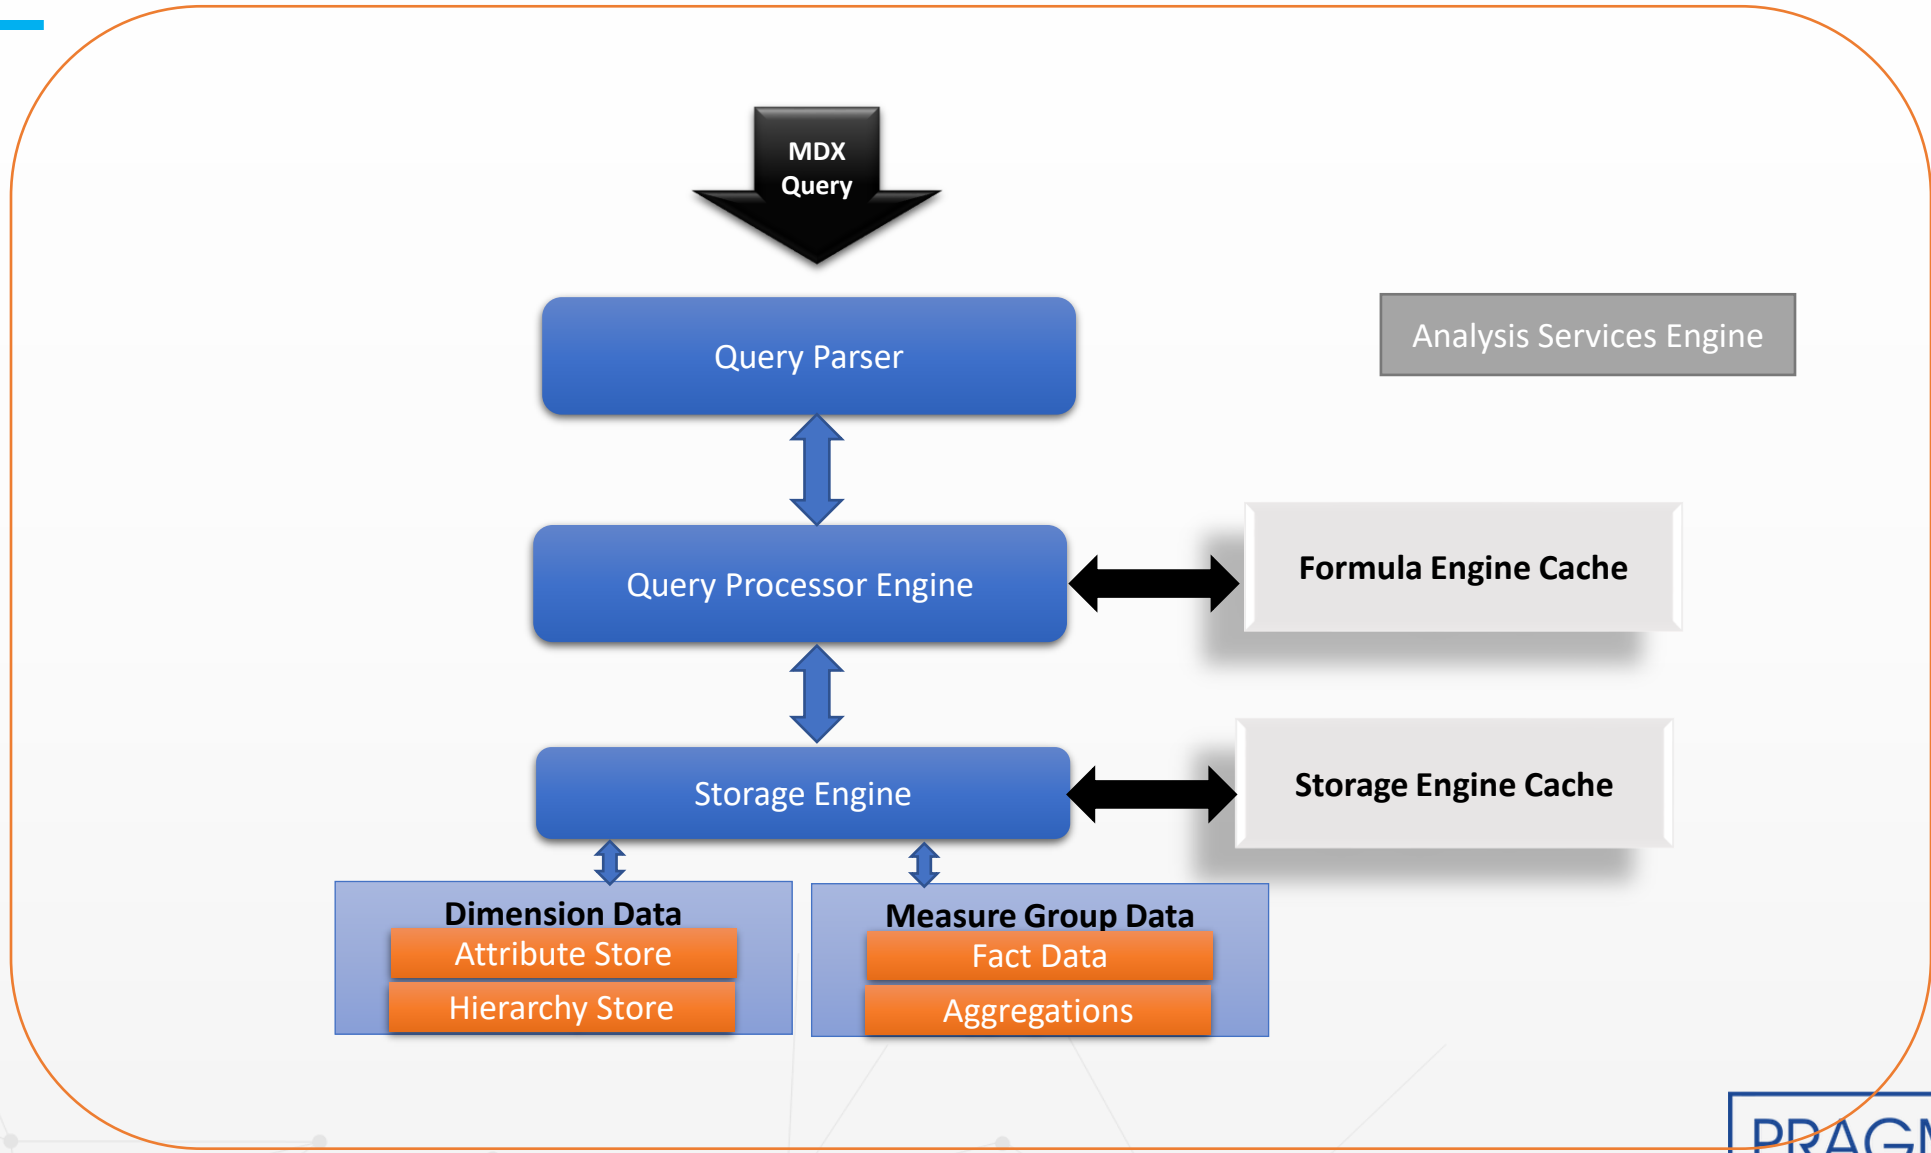 MDX
Query
Query Parser
Analysis Services Engine
Query Processor Engine
Formula Engine Cache
Storage Engine
Storage Engine Cache
Dimension Data
Attribute Store
Hierarchy Store
Measure Group Data
Fact Data
Aggregations